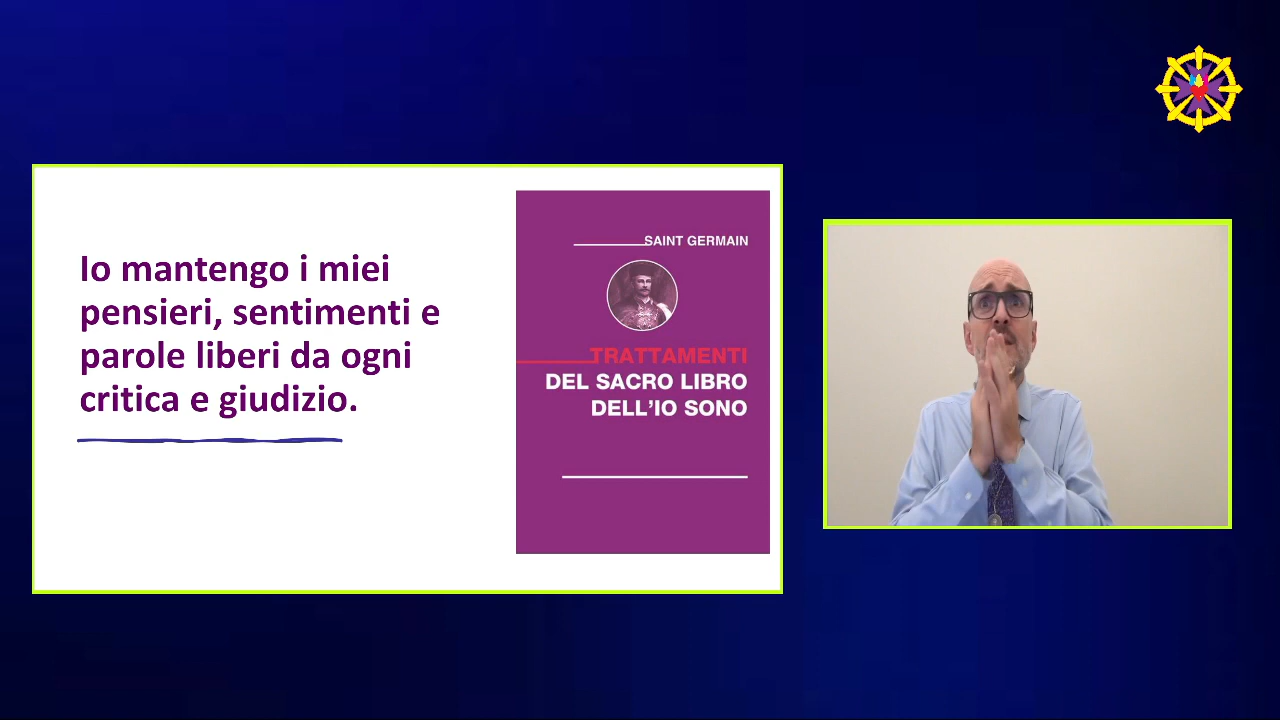 Io mantengo i miei
pensieri, sentimenti e
parole liberi da ogni
critica e giudizio.
SAINT GERMAIN
TRATTAMENTI
DEL SACRO LIBRO
DELL'IO SONO